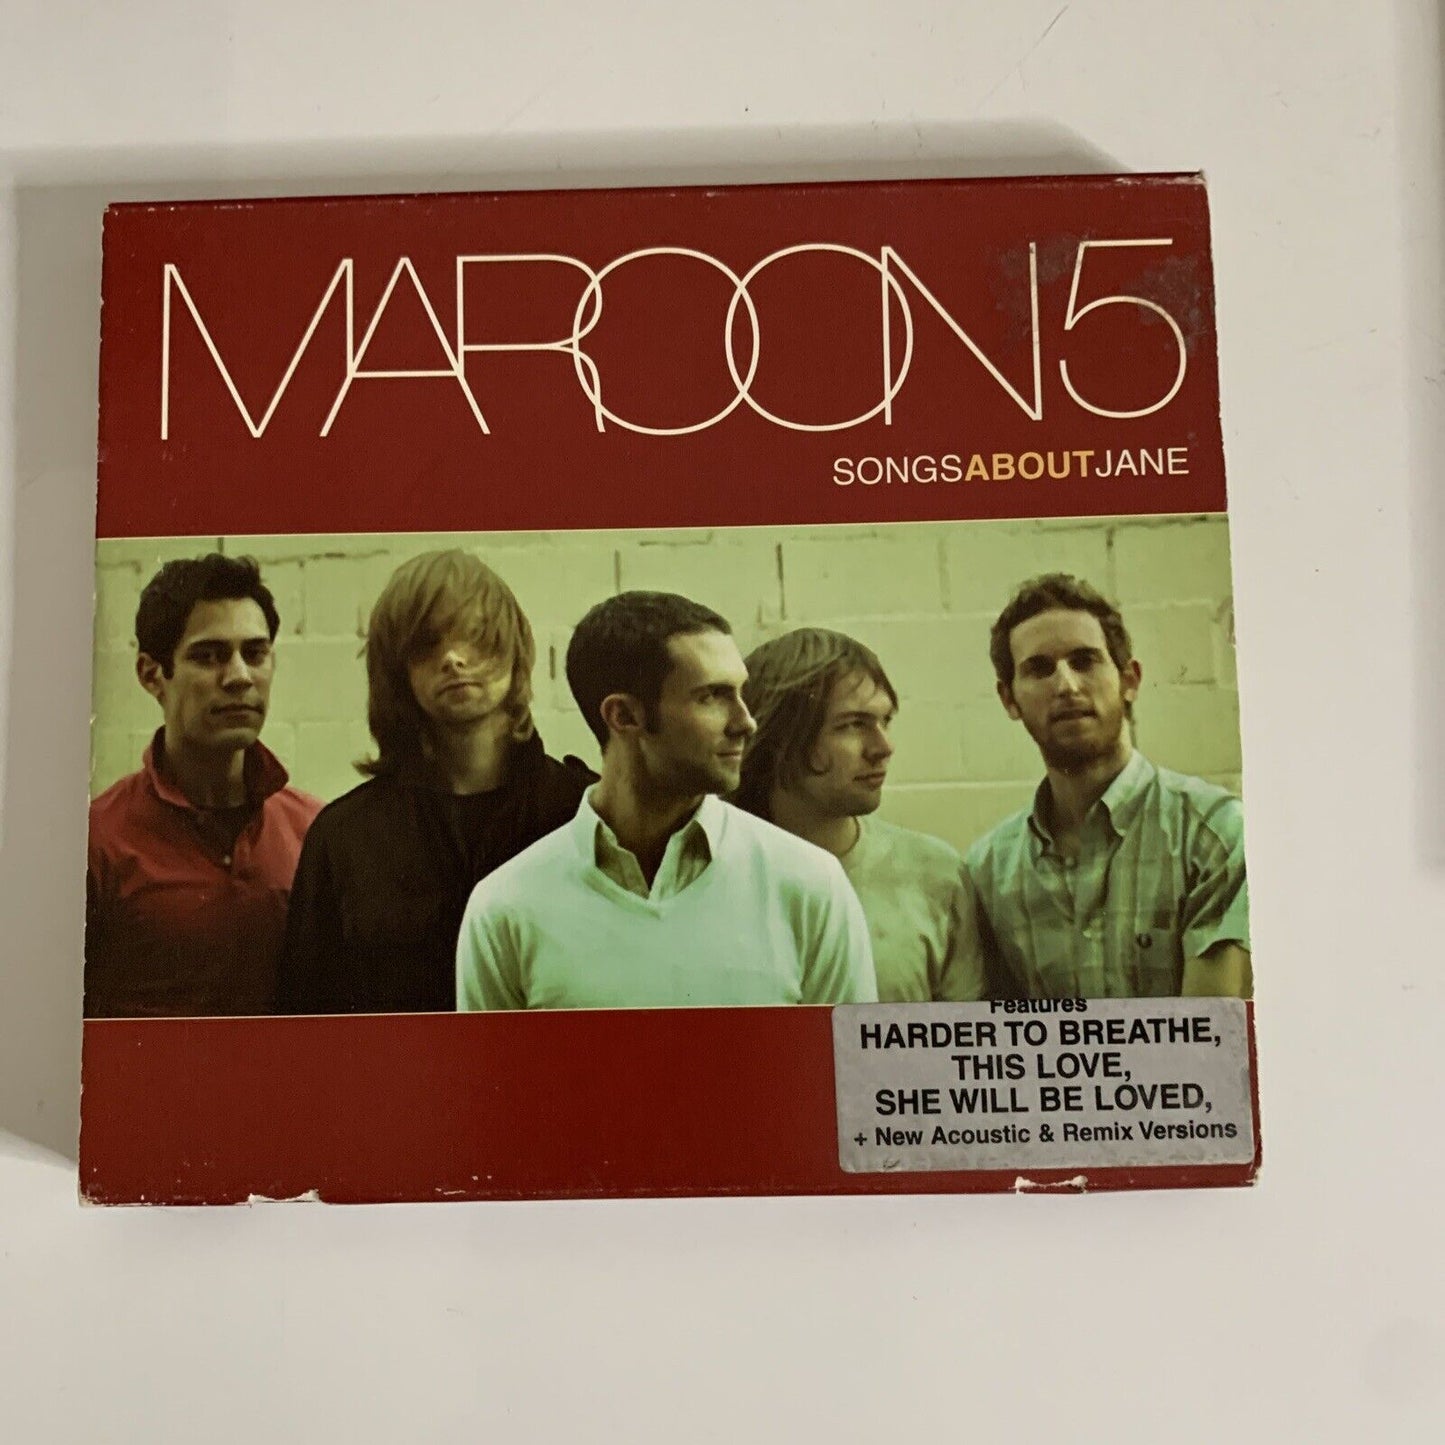 MAROON5
SONGSABOUTJANE
Features
HARDER TO BREATHE,
THIS LOVE,
SHE WILL BE LOVED,
+ New Acoustic & Remix Versions